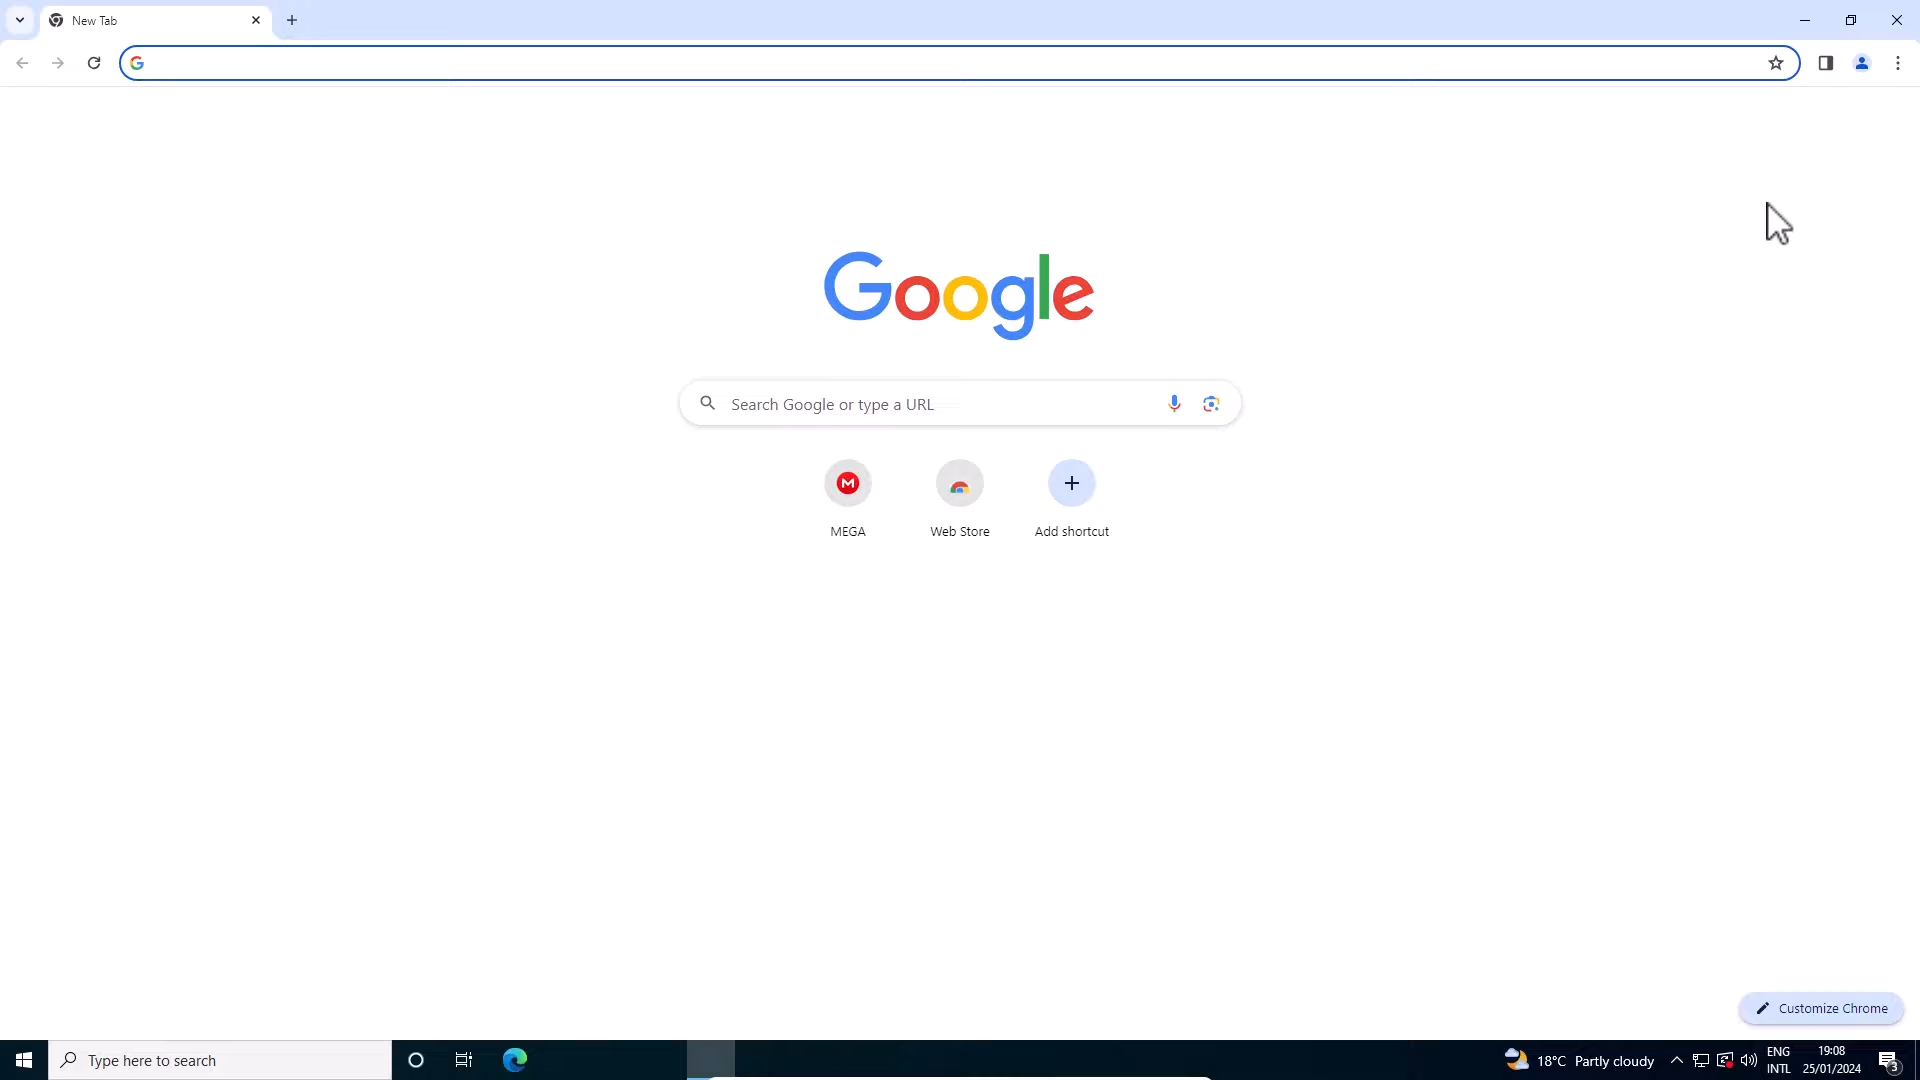 New Tab
Google
Search Google or type a URL
MEGA
Web Store
Add shortcut
Customize Chrome
Type here to search
18°C Partly cloudy
ENG
INTL
19:08
25/01/2024
3